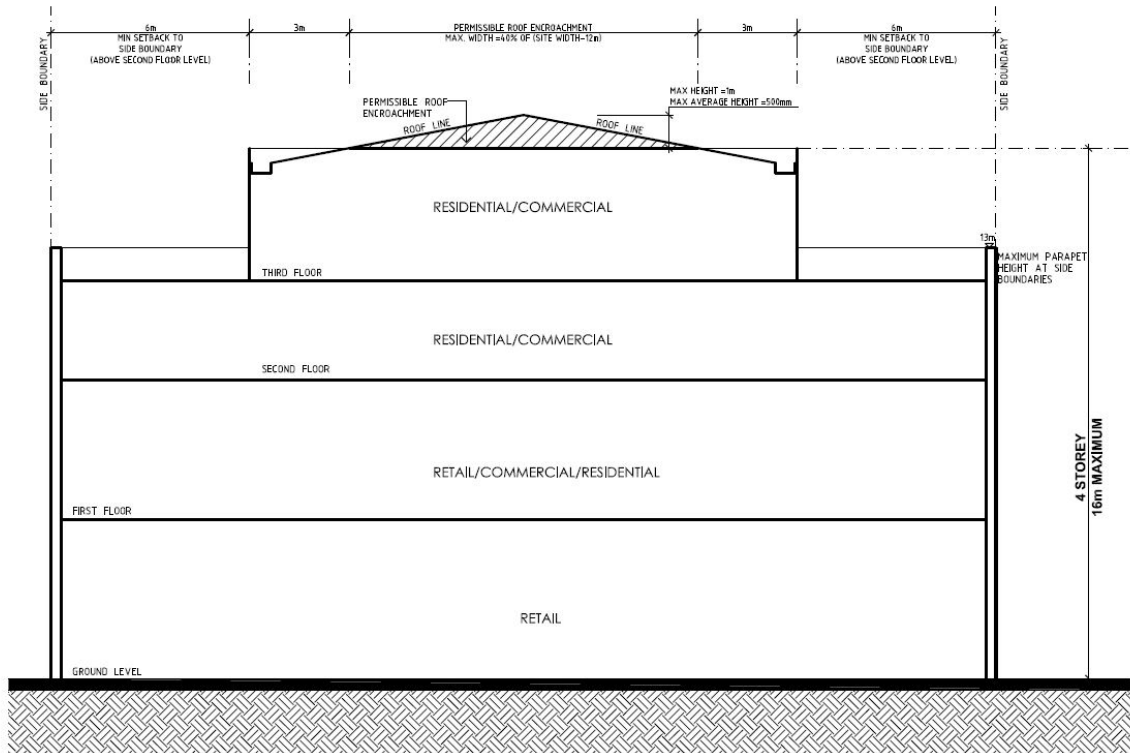 6m
MIN SETBACK TO
SIDE BOUNDARY
(ABOVE SECOND FLOOR LEVEL)
3m
PERMISSIBLE ROOF ENCROACHMENT
MAX. WIDTH =40% OF (SITE WIDTH-12m)
3m
6m
MIN SETBACK TO
SIDE BOUNDARY
(ABOVE SECOND FLOOR LEVEL)
SIDE BOUNDARY
SIDE BOUNDARY
MAX HEIGHT =1m
MAX AVERAGE HEIGHT =500mm
PERMISSIBLE ROOF
ENCROACHMENT
ROOF LINE
ROOF LINE
RESIDENTIAL/COMMERCIAL
13m
MAXIMUM PARAPET
HEIGHT AT SIDE
BOUNDARIES
THIRD FLOOR
RESIDENTIAL/COMMERCIAL
SECOND FLOOR
RETAIL/COMMERCIAL/RESIDENTIAL
4 STOREY
16m MAXIMUM
FIRST FLOOR
RETAIL
GROUND LEVEL